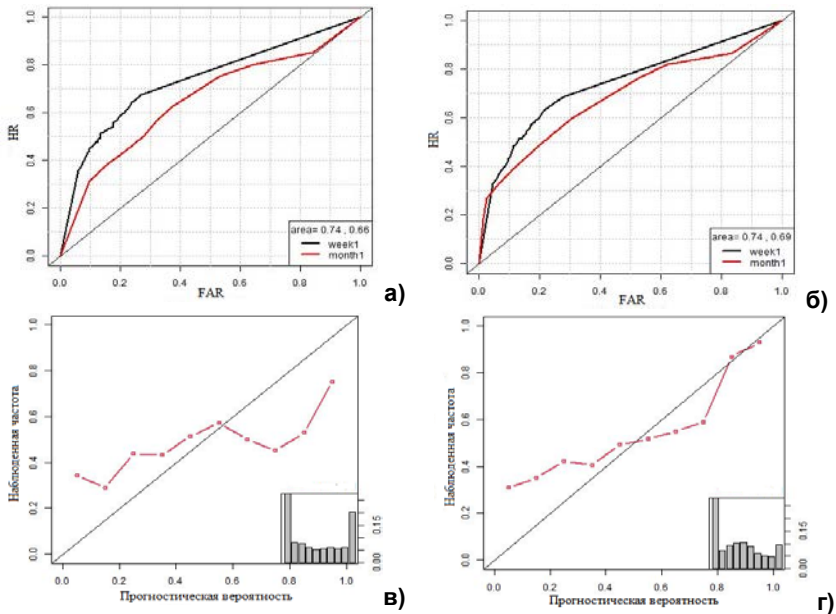 1.0
0.8
0.6
0.4
0.2
0.0
HR
area= 0.74 , 0.66
week1
month1
0.0 0.2 0.4 0.6 0.8 1.0
FAR
а)
1.0
0.8
0.6
0.4
0.2
0.0
HR
area= 0.74 , 0.69
week1
month1
0.0 0.2 0.4 0.6 0.8 1.0
FAR
б)
1.0
0.8
0.6
0.4
0.2
0.0
Наблюденная частота
0.15
0.00
0.0 0.2 0.4 0.6 0.8 1.0
Прогностическая вероятность
в)
1.0
0.8
0.6
0.4
0.2
0.0
Наблюденная частота
0.15
0.00
0.0 0.2 0.4 0.6 0.8 1.0
Прогностическая вероятность
г)